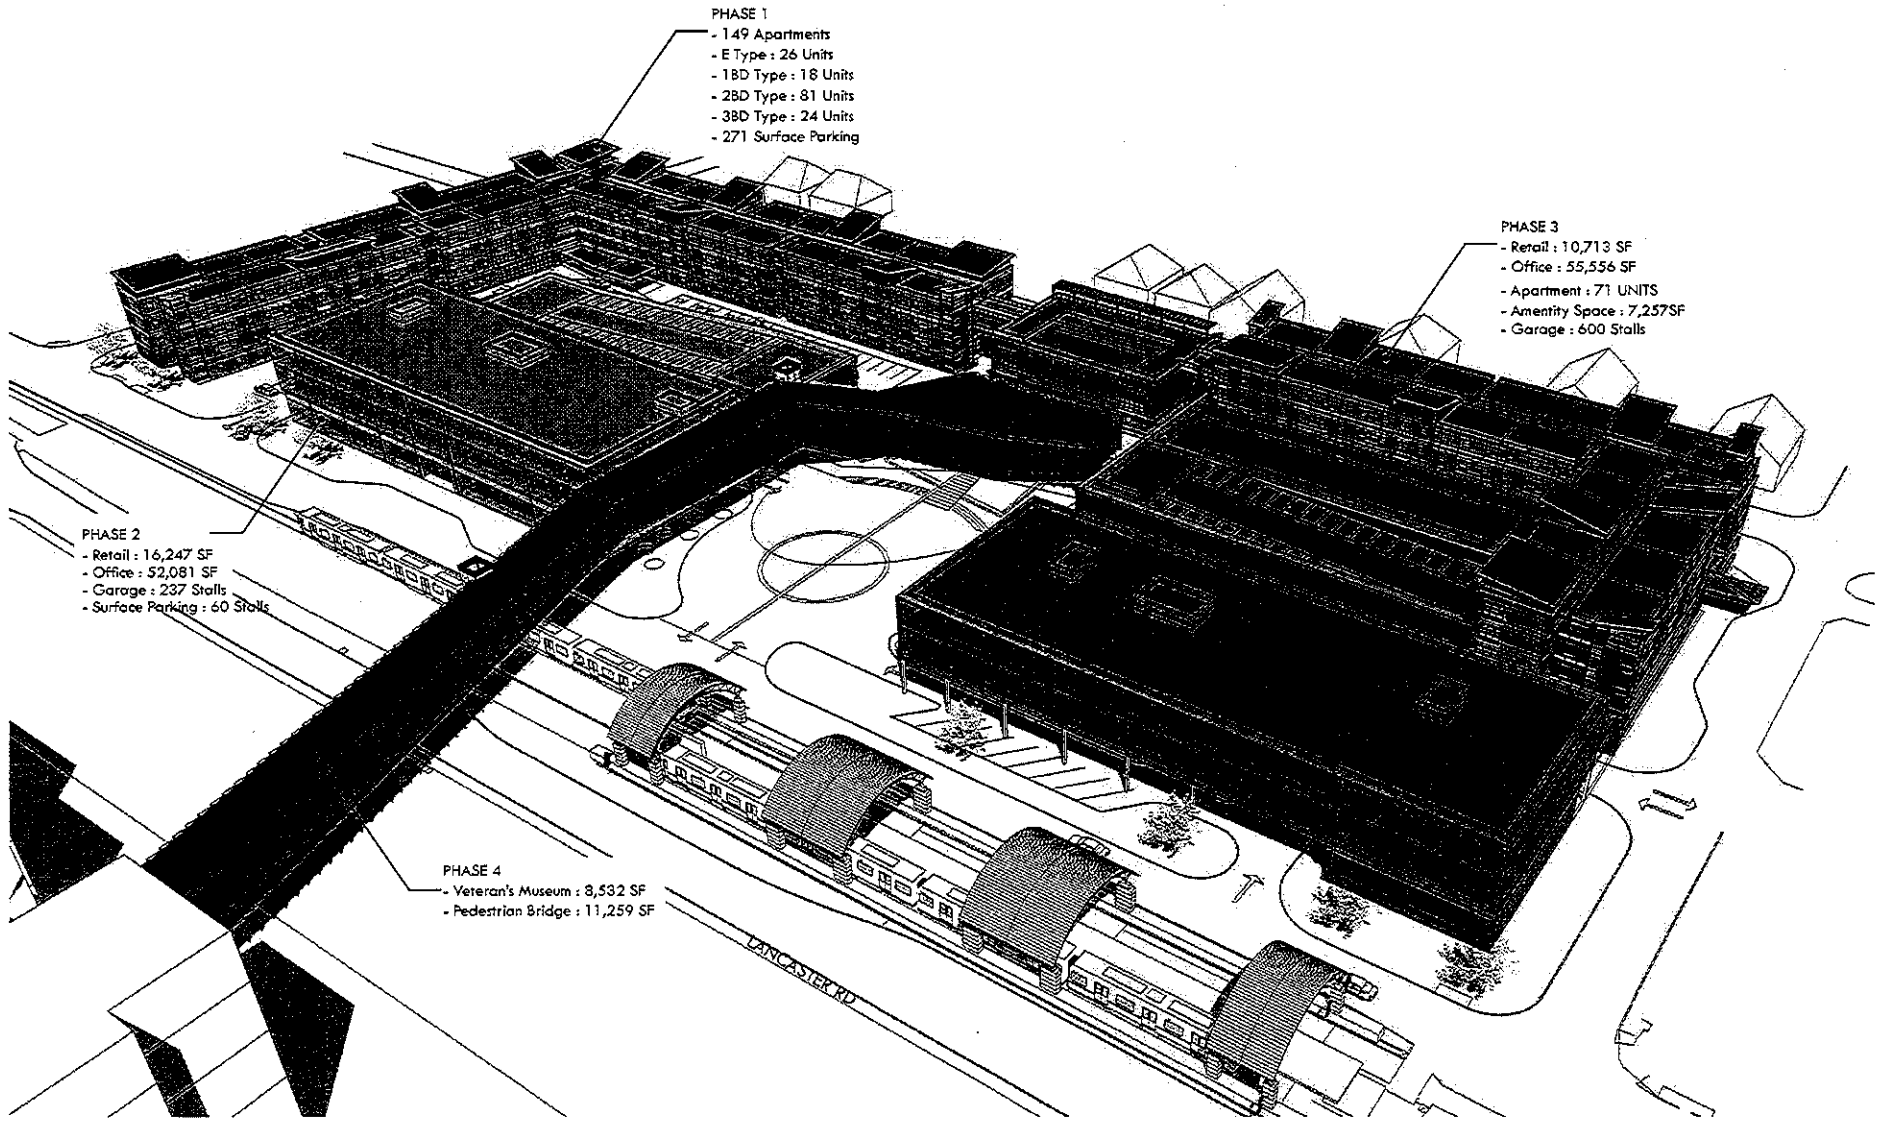 PHASE 1
- 149 Apartments
- E Type : 26 Units
- 1BD Type : 18 Units
- 2BD Type : 81 Units
- 3BD Type : 24 Units
- 271 Surface Parking
PHASE 3
- Retail : 10,713 SF
- Office : 55,556 SF
- Apartment : 71 UNITS
- Amentity Space : 7,257SF
- Garage : 600 Stalls
PHASE 2
- Retail : 16,247 SF
- Office : 52,081 SF
- Garage : 237 Stalls
- Surface Parking : 60 Stalls
PHASE 4
- Veteran's Museum : 8,532 SF
- Pedestrian Bridge : 11,259 SF
LANCASTER RD